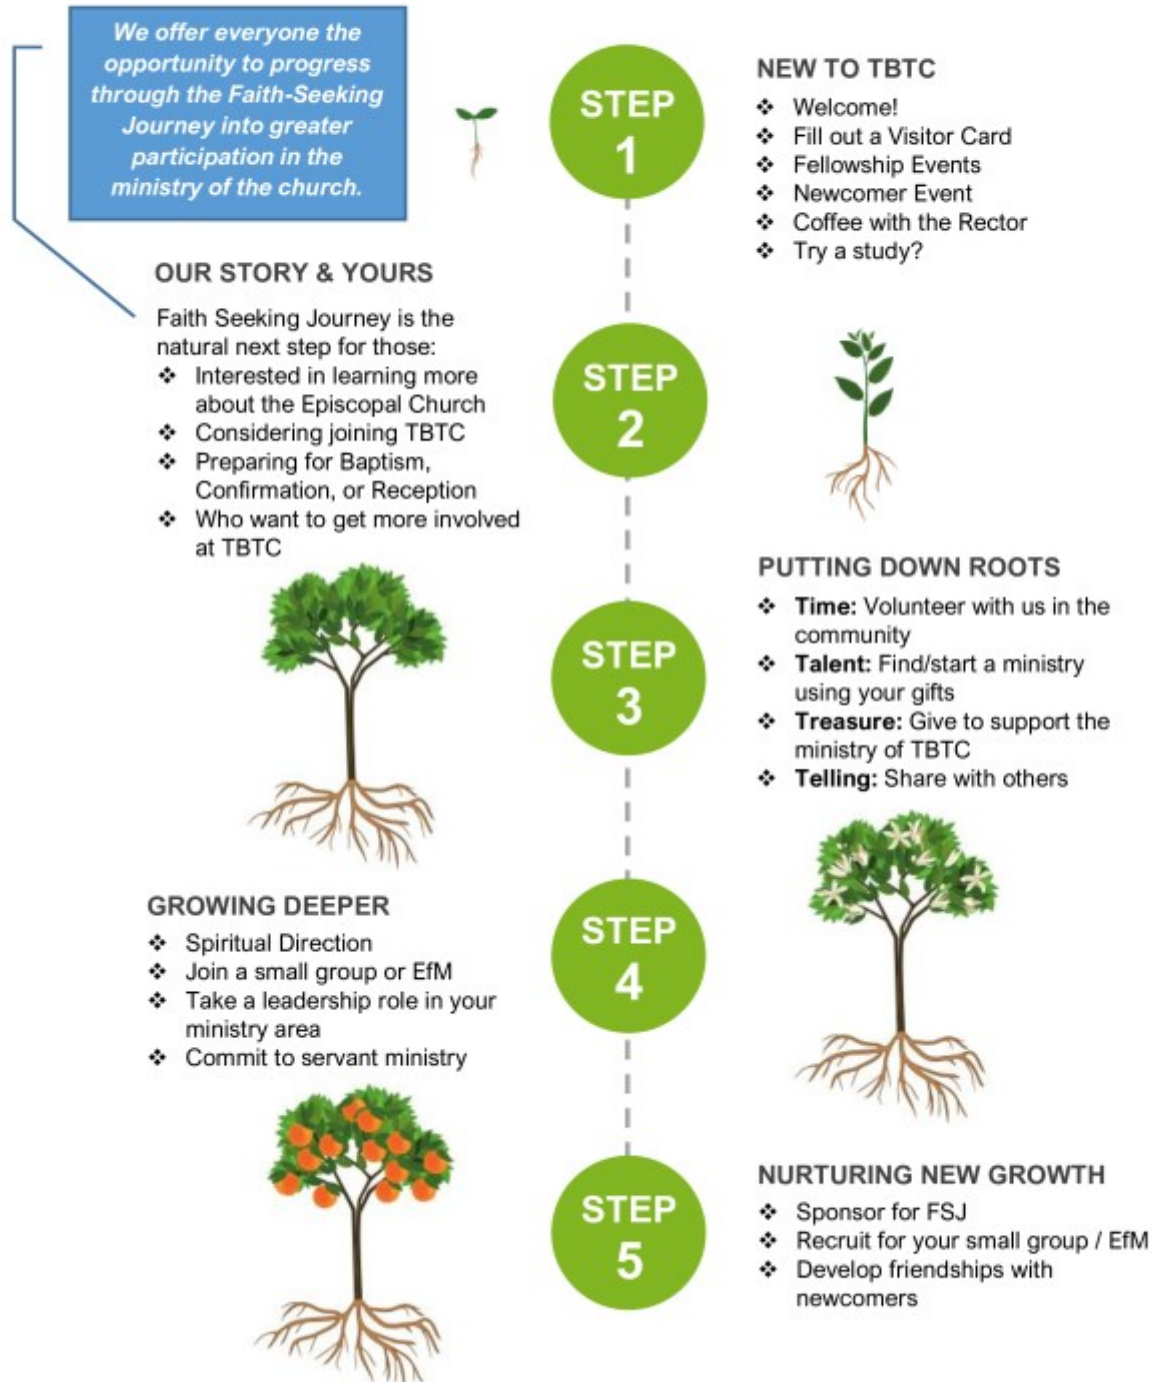 We offer everyone the
opportunity to progress
through the Faith-Seeking
Journey into greater
participation in the
ministry of the church.
STEP
1
NEW TO TBTC
❖ Welcome!
❖ Fill out a Visitor Card
❖ Fellowship Events
❖ Newcomer Event
❖ Coffee with the Rector
❖ Try a study?
OUR STORY & YOURS
Faith Seeking Journey is the
natural next step for those:
❖ Interested in learning more
about the Episcopal Church
❖ Considering joining TBTC
❖ Preparing for Baptism,
Confirmation, or Reception
❖ Who want to get more involved
at TBTC
STEP
2
STEP
3
PUTTING DOWN ROOTS
❖ Time: Volunteer with us in the
community
❖ Talent: Find/start a ministry
using your gifts
❖ Treasure: Give to support the
ministry of TBTC
❖ Telling: Share with others
GROWING DEEPER
❖ Spiritual Direction
❖ Join a small group or EfM
❖ Take a leadership role in your
ministry area
❖ Commit to servant ministry
STEP
4
STEP
5
NURTURING NEW GROWTH
❖ Sponsor for FSJ
❖ Recruit for your small group / EfM
❖ Develop friendships with
newcomers